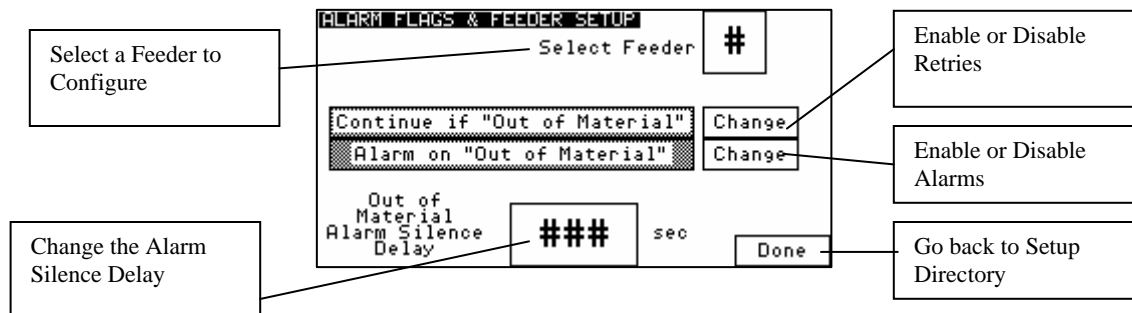 ALARM FLAGS & FEEDER SETUP
Select Feeder
#
Select a Feeder to
Configure
Enable or Disable
Retries
Continue if "Out of Material"
Change
Alarm on "Out of Material"
Change
Enable or Disable
Alarms
Out of
Material
Alarm Silence
Delay
###
sec
Done
Change the Alarm
Silence Delay
Go back to Setup
Directory